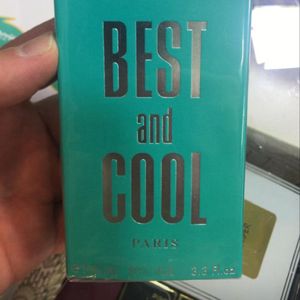 BEST
and
COOL
PARIS
3.3 fl.oz